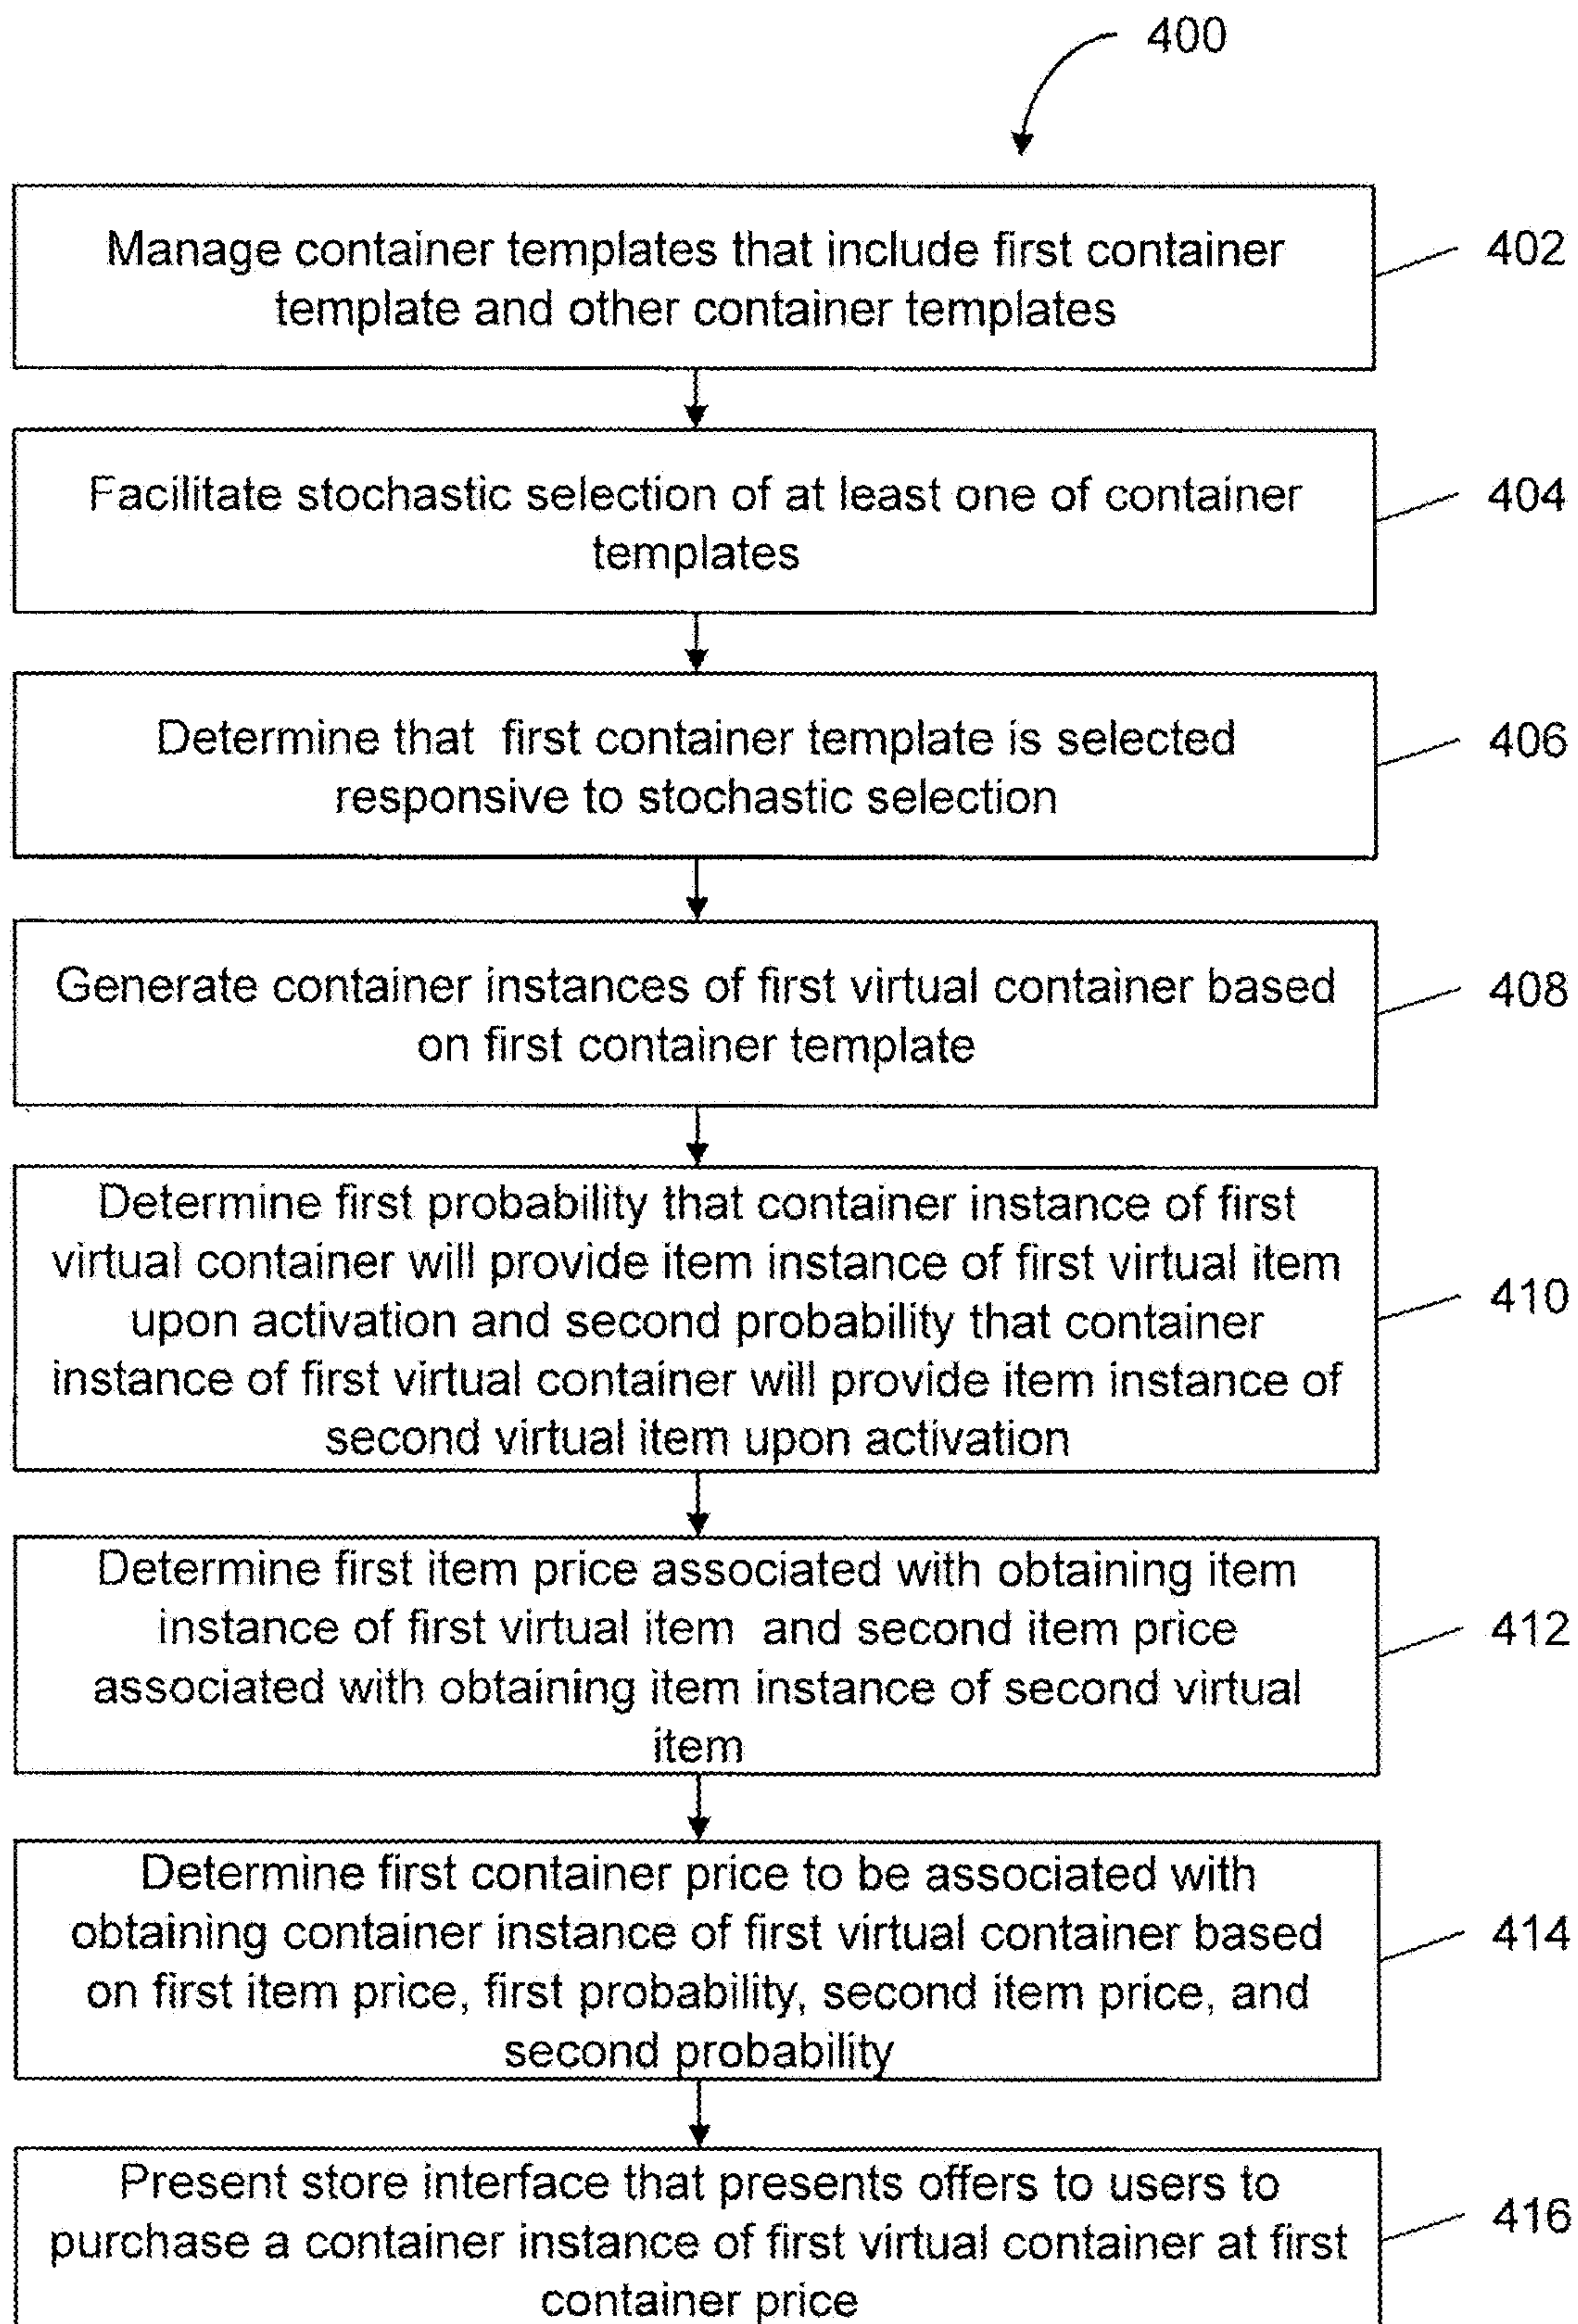 400
Manage container templates that include first container
template and other container templates
402
Facilitate stochastic selection of at least one of container
templates
404
Determine that first container template is selected
responsive to stochastic selection
406
Generate container instances of first virtual container based
on first container template
408
Determine first probability that container instance of first
virtual container will provide item instance of first virtual item
upon activation and second probability that container
instance of first virtual container will provide item instance of
second virtual item upon activation
410
Determine first item price associated with obtaining item
instance of first virtual item and second item price
associated with obtaining item instance of second virtual
item
412
Determine first container price to be associated with
obtaining container instance of first virtual container based
on first item price, first probability, second item price, and
second probability
414
Present store interface that presents offers to users to
purchase a container instance of first virtual container at first
container price
416